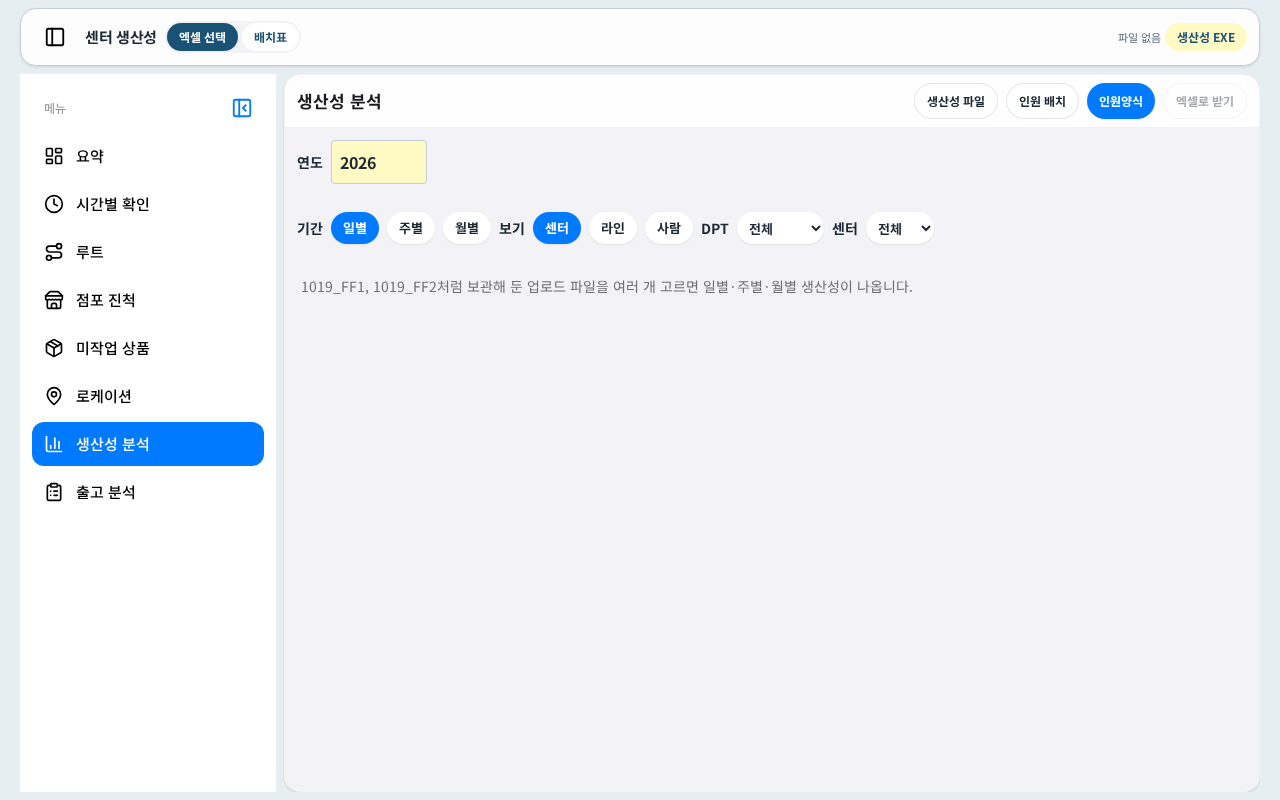 센터 생산성 엑셀 선택 배치표 파일 없음 생산성 EXE
메뉴
요약
시간별 확인
루트
점포 진척
미작업 상품
로케이션
생산성 분석
출고 분석
생산성 분석 생산성 파일 인원 배치 인원양식 엑셀로 받기
연도 2026
기간 일별 주별 월별 보기 센터 라인 사람 DPT 전체 센터 전체
1019_FF1, 1019_FF2처럼 보관해 둔 업로드 파일을 여러 개 고르면 일별·주별·월별 생산성이 나옵니다.